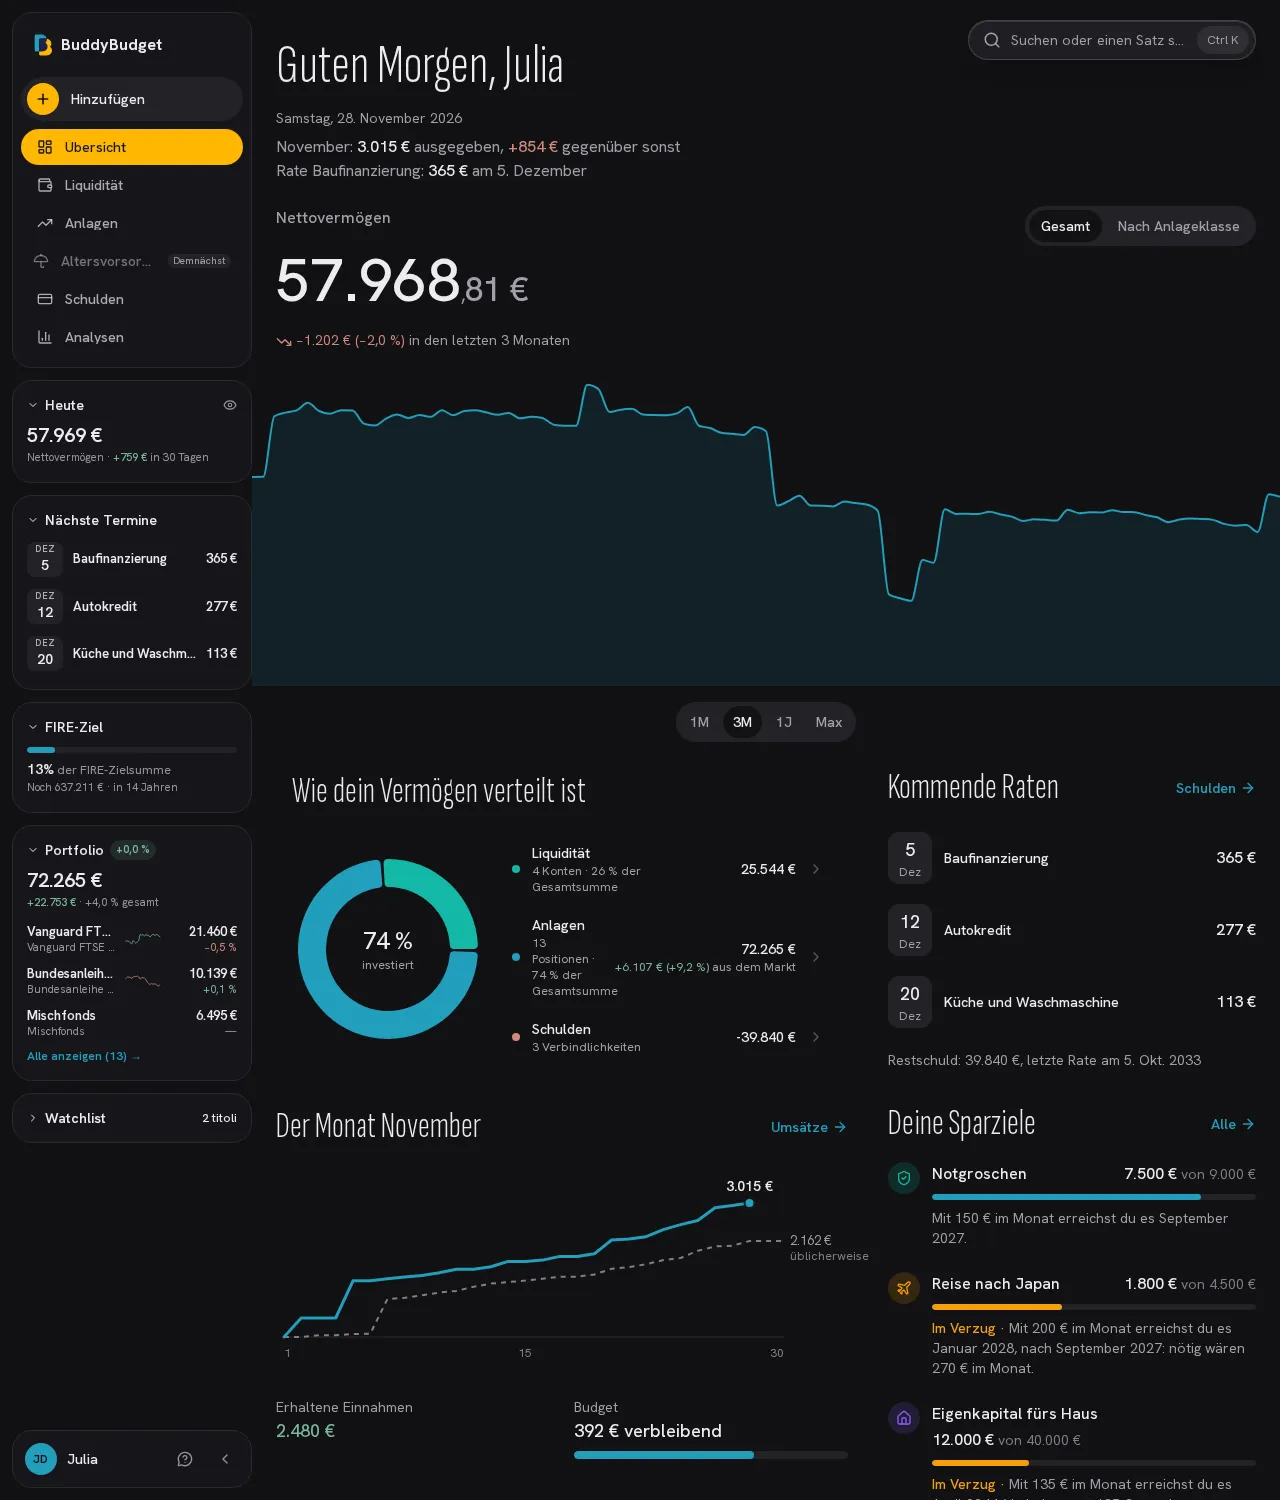 BuddyBudget
Hinzufügen
Übersicht
Liquidität
Anlagen
Altersvorsor... Demnächst
Schulden
Analysen
Heute
57.969 €
Nettovermögen · +759 € in 30 Tagen
Nächste Termine
DEZ
5
Baufinanzierung 365 €
DEZ
12
Autokredit 277 €
DEZ
20
Küche und Waschm... 113 €
FIRE-Ziel
13% der FIRE-Zielsumme
Noch 637.211 € · in 14 Jahren
Portfolio +0,0 %
72.265 €
+22.753 € · +4,0 % gesamt
Vanguard FT... 21.460 €
Vanguard FTSE ... −0,5 %
Bundesanleih... 10.139 €
Bundesanleihe ... +0,1 %
Mischfonds 6.495 €
Mischfonds —
Alle anzeigen (13) →
Watchlist 2 titoli
JD Julia
Guten Morgen, Julia
Suchen oder einen Satz s... Ctrl K
Samstag, 28. November 2026
November: 3.015 € ausgegeben, +854 € gegenüber sonst
Rate Baufinanzierung: 365 € am 5. Dezember
Nettovermögen
Gesamt Nach Anlageklasse
57.968,81 €
−1.202 € (−2,0 %) in den letzten 3 Monaten
1M 3M 1J Max
Wie dein Vermögen verteilt ist
74 %
investiert
Liquidität
4 Konten · 26 % der
Gesamtsumme
25.544 €
Anlagen
13
Positionen ·
74 % der
Gesamtsumme
72.265 €
+6.107 € (+9,2 %) aus dem Markt
Schulden
3 Verbindlichkeiten
-39.840 €
Kommende Raten
Schulden →
5
Dez
Baufinanzierung 365 €
12
Dez
Autokredit 277 €
20
Dez
Küche und Waschmaschine 113 €
Restschuld: 39.840 €, letzte Rate am 5. Okt. 2033
Der Monat November
Umsätze →
3.015 €
2.162 €
üblicherweise
1 15 30
Erhaltene Einnahmen
2.480 €
Budget
392 € verbleibend
Deine Sparziele
Alle →
Notgroschen 7.500 € von 9.000 €
Mit 150 € im Monat erreichst du es September
2027.
Reise nach Japan 1.800 € von 4.500 €
Im Verzug · Mit 200 € im Monat erreichst du es
Januar 2028, nach September 2027: nötig wären
270 € im Monat.
Eigenkapital fürs Haus
12.000 € von 40.000 €
Im Verzug · Mit 135 € im Monat erreichst du es